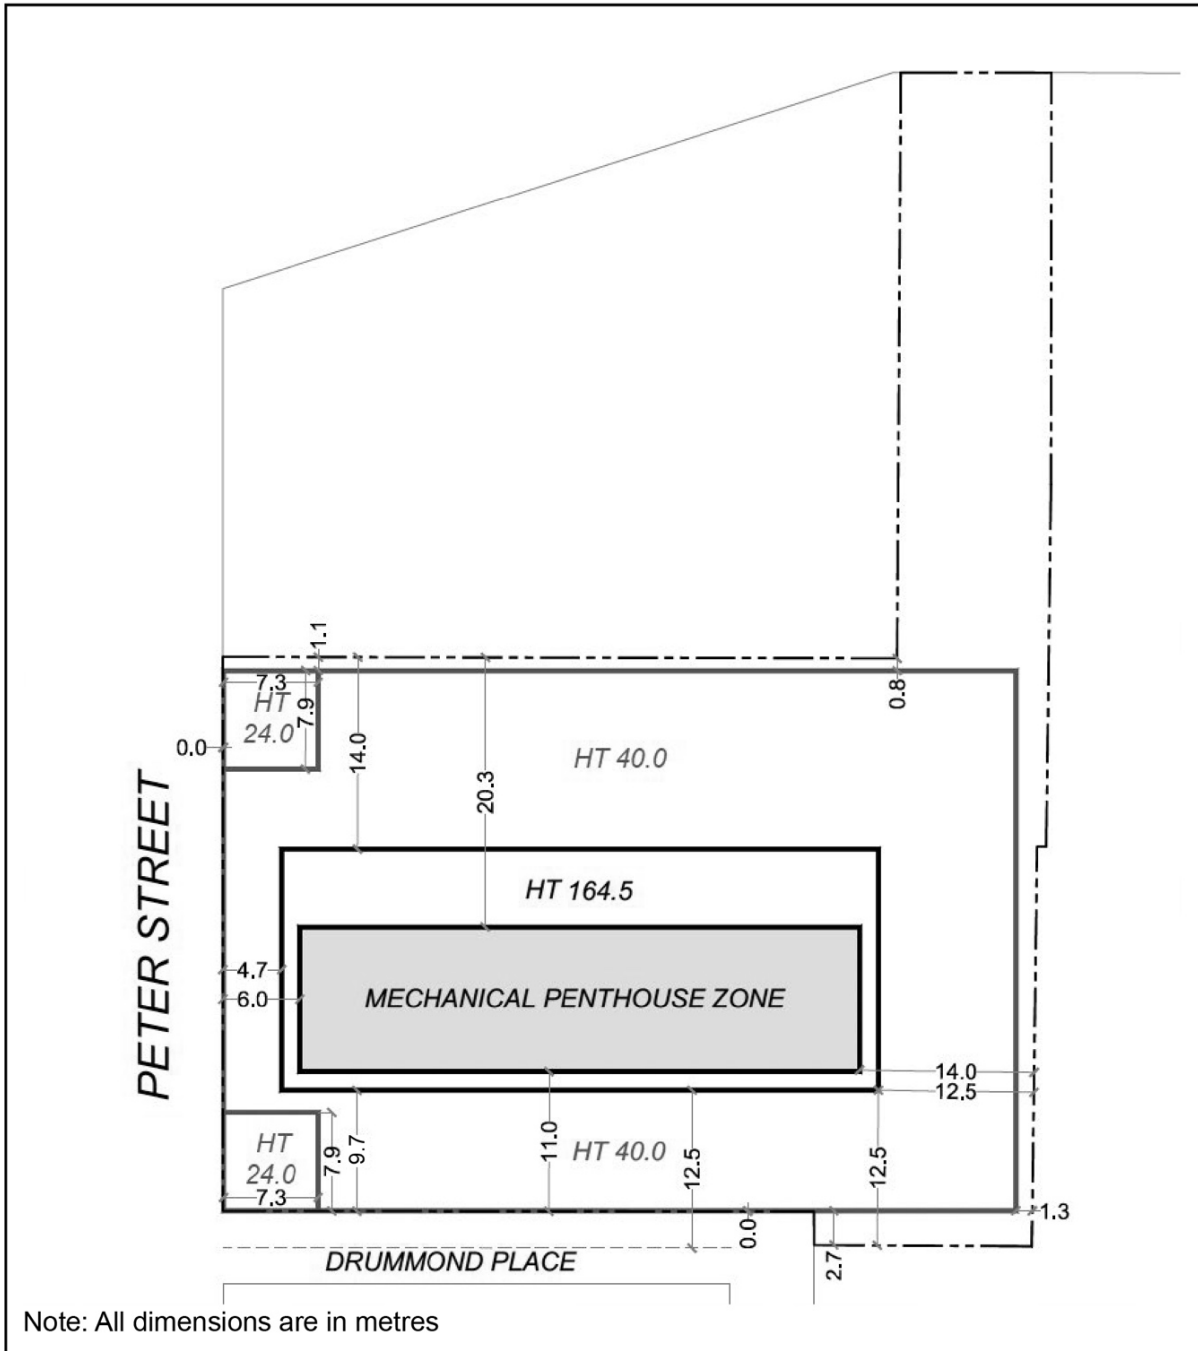 1.1
7.3
HT
24.0
7.9
0.8
0.0
14.0
20.3
HT 40.0
PETER STREET
HT 164.5
4.7
6.0
MECHANICAL PENTHOUSE ZONE
14.0
12.5
HT
24.0
7.3
7.9
9.7
11.0
HT 40.0
12.5
12.5
0.0
2.7
1.3
DRUMMOND PLACE
Note: All dimensions are in metres